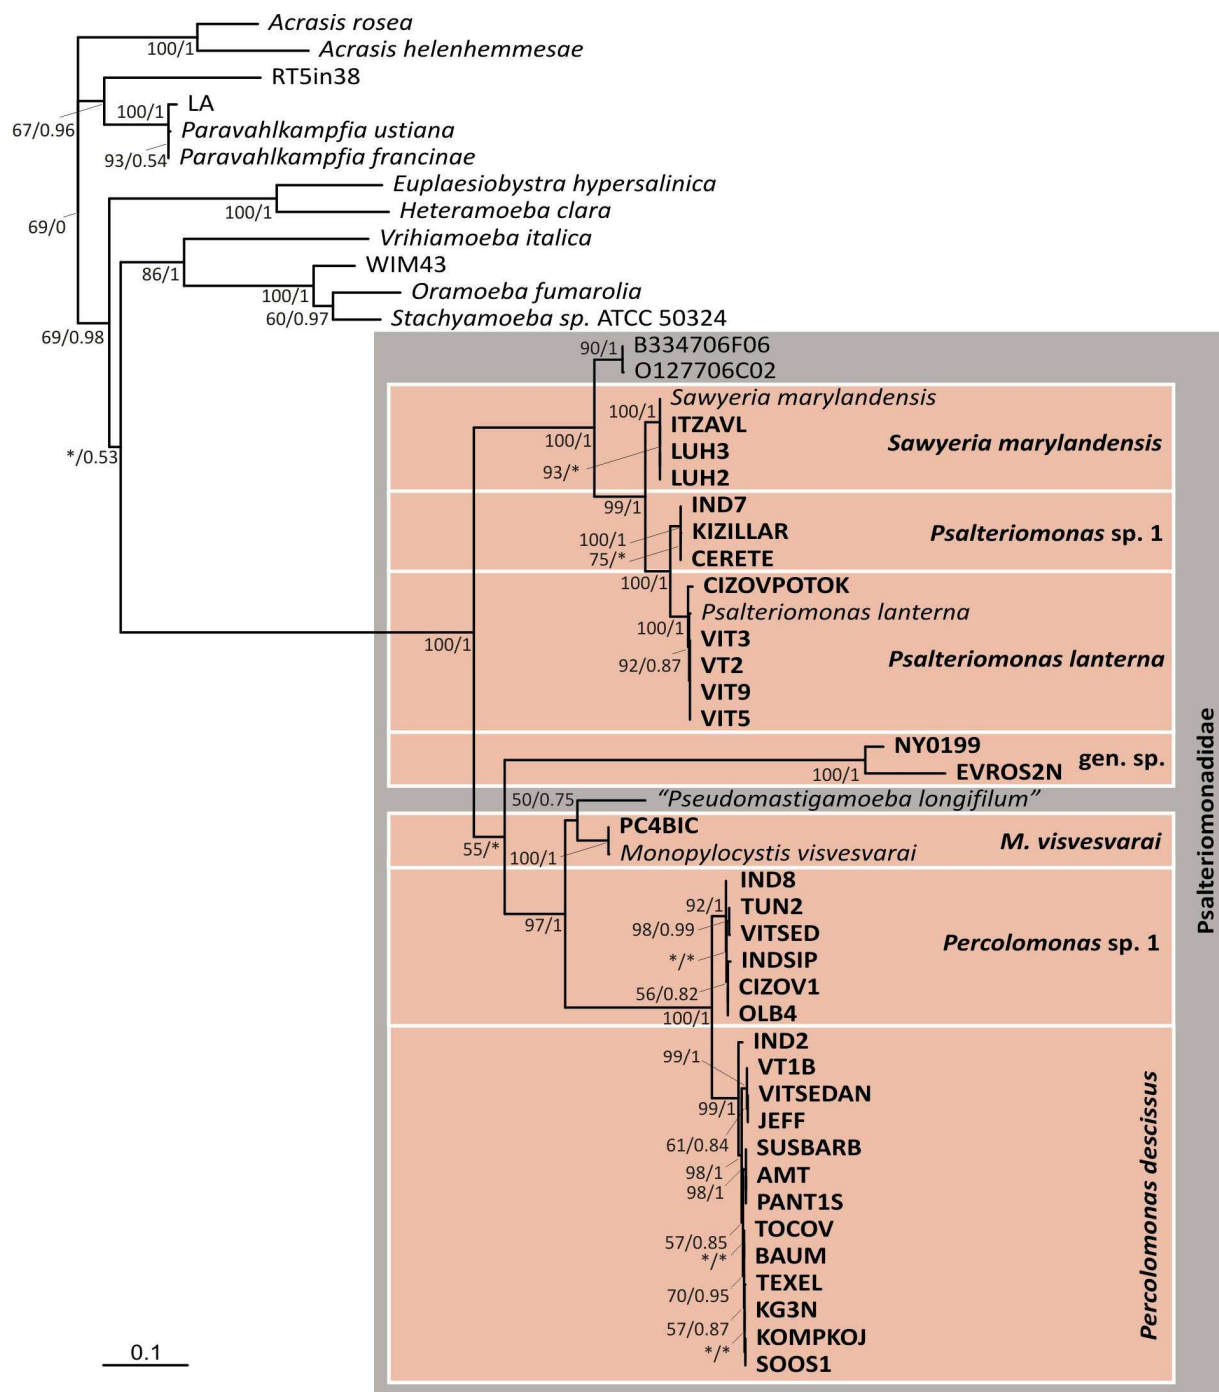 Acrasis rosea
100/1
Acrasis helenhemmesae
RT5in38
100/1
LA
67/0.96
Paravahlkampfia ustiana
93/0.54
Paravahlkampfia francinae
Euplaesiobystra hypersalinica
100/1
Heteramoeba clara
69/0
Vrihiamoeba italica
86/1
WIM43
100/1
Oramoeba fumarolia
60/0.97
Stachyamoeba sp. ATCC 50324
69/0.98
90/1
B334706F06
O127706C02
Sawyeria marylandensis
100/1
ITZAVL
100/1
Sawyeria marylandensis
LUH3
*/0.53
93/*
LUH2
99/1
IND7
100/1
KIZILLAR
Psalteriomonas sp. 1
75/*
CERETE
100/1
CIZOVPOTOK
Psalteriomonas lanterna
100/1
VIT3
100/1
92/0.87
VT2
Psalteriomonas lanterna
VIT9
VIT5
Psalteriomonadidae
NY0199
gen. sp.
100/1
EVROS2N
50/0.75
“Pseudomastigamoeba longifilum”
PC4BIC
M. visvesvarai
55/*
100/1
Monopylocystis visvesvarai
IND8
92/1
TUN2
97/1
98/0.99
VITSED
Percolomonas sp. 1
*/*
INDSIP
56/0.82
CIZOV1
100/1
OLB4
IND2
99/1
VT1B
VITSEDAN
99/1
JEFF
61/0.84
SUSBARB
98/1
AMT
98/1
PANT1S
Percolomonas descissus
TOCOV
57/0.85
*/*
BAUM
TEXEL
70/0.95
KG3N
57/0.87
KOMPKOJ
*/*
SOOS1
0.1